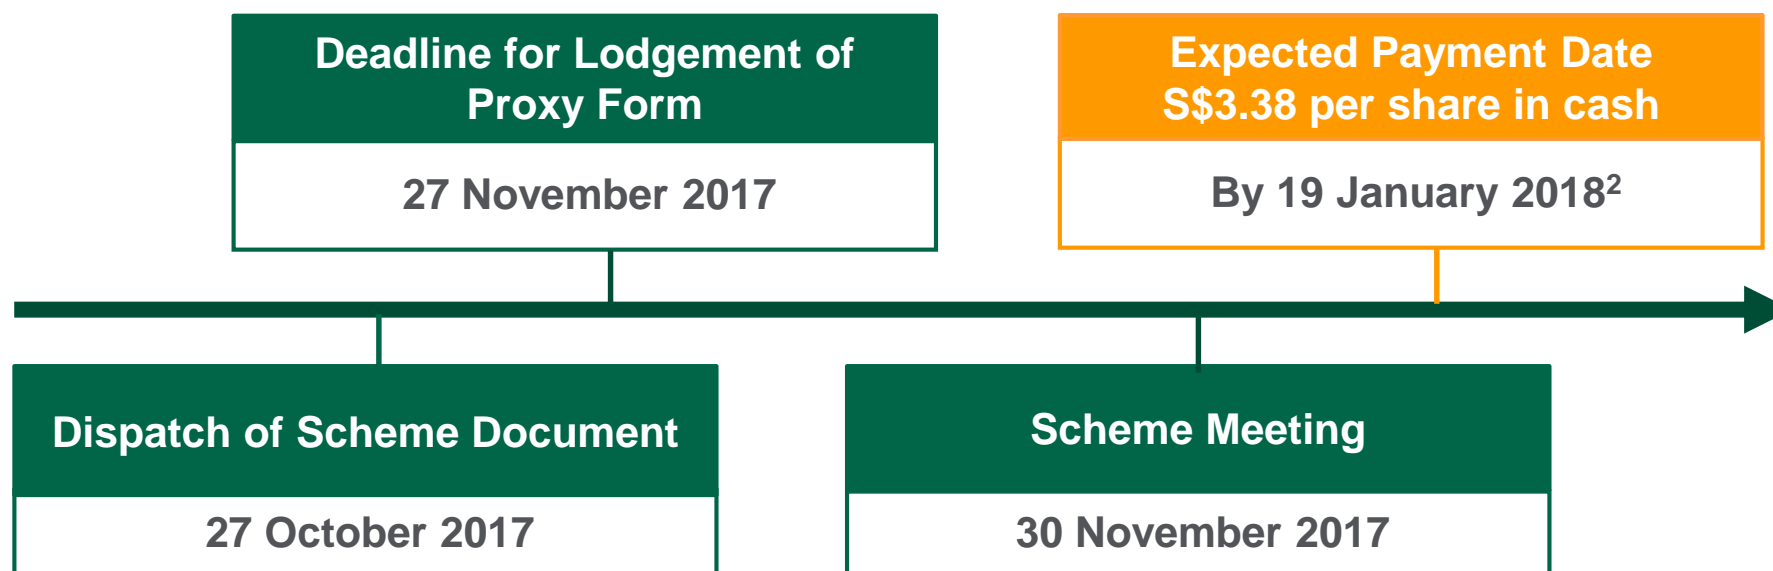 Deadline for Lodgement of
Proxy Form
27 November 2017
Expected Payment Date
S$3.38 per share in cash
By 19 January 2018²
Dispatch of Scheme Document
27 October 2017
Scheme Meeting
30 November 2017